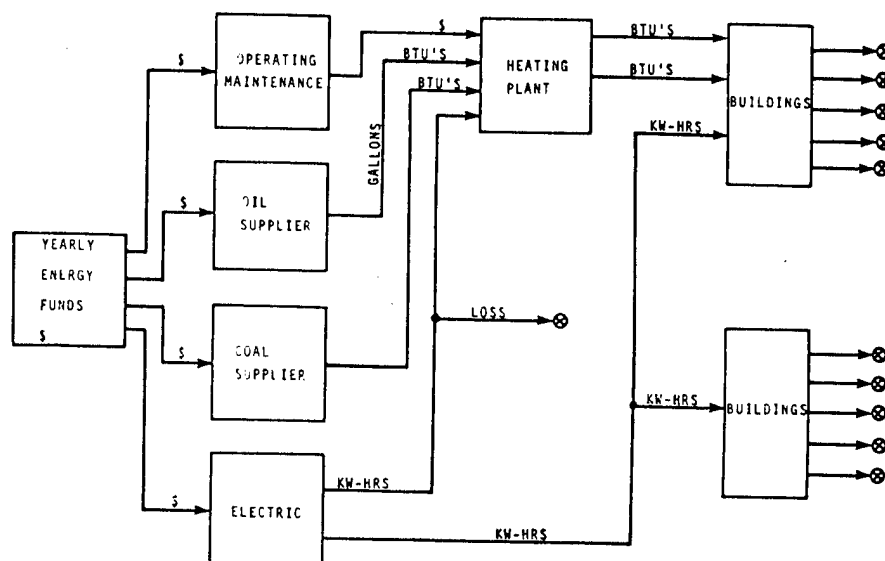 $
OPERATING
MAINTENANCE
$
BTU'S
BTU'S
GALLONS
HEATING
PLANT
BTU'S
BTU'S
KW-HRS
BUILDINGS
$
OIL
SUPPLIER
YEARLY
ENERGY
FUNDS
$
$
COAL
SUPPLIER
LOSS
KW-HRS
BUILDINGS
$
ELECTRIC
KW-HRS
KW-HRS